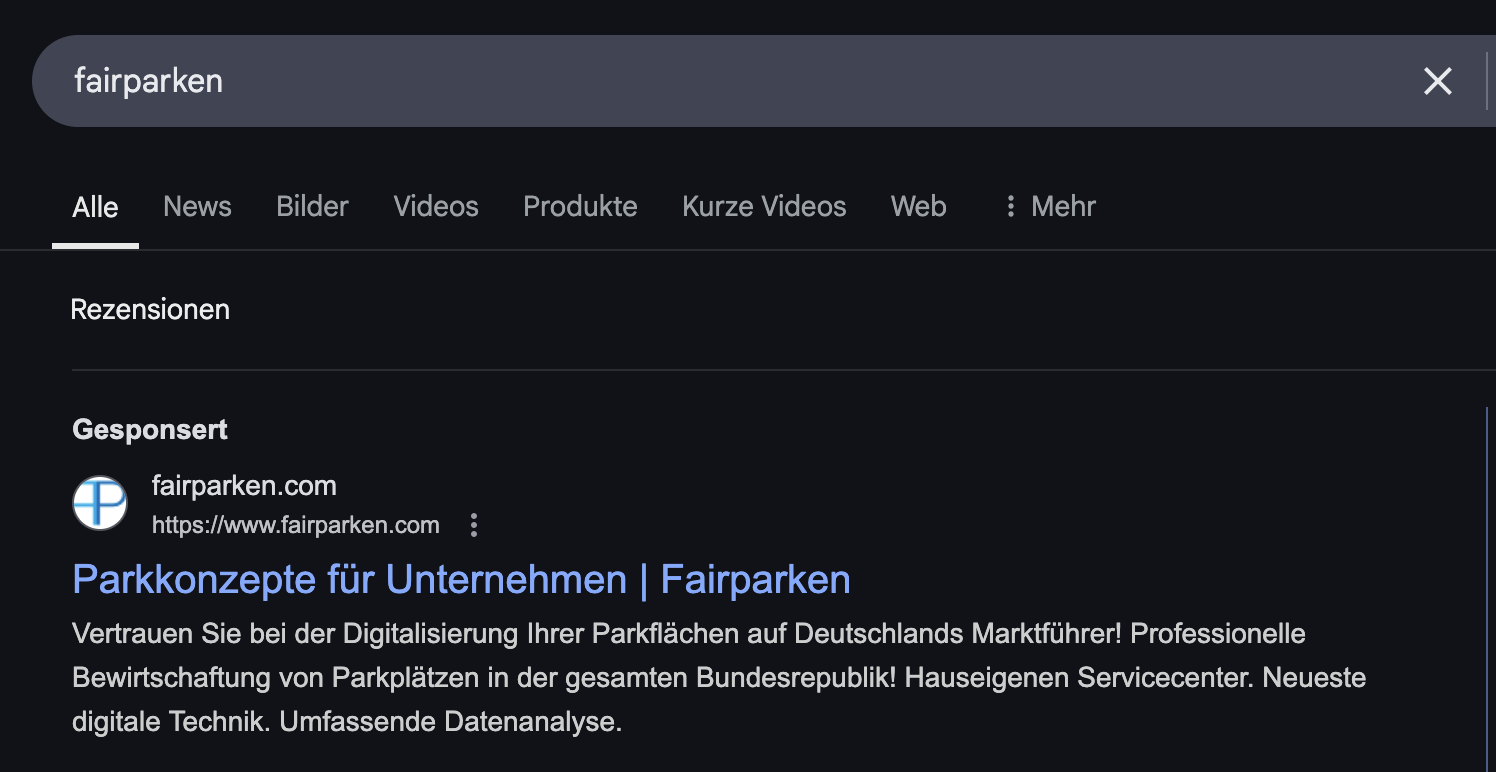 fairparken
Alle News Bilder Videos Produkte Kurze Videos Web Mehr
Rezensionen
Gesponsert
fairparken.com
https://www.fairparken.com
Parkkonzepte für Unternehmen | Fairparken
Vertrauen Sie bei der Digitalisierung Ihrer Parkflächen auf Deutschlands Marktführer! Professionelle
Bewirtschaftung von Parkplätzen in der gesamten Bundesrepublik! Hauseigenen Servicecenter. Neueste
digitale Technik. Umfassende Datenanalyse.